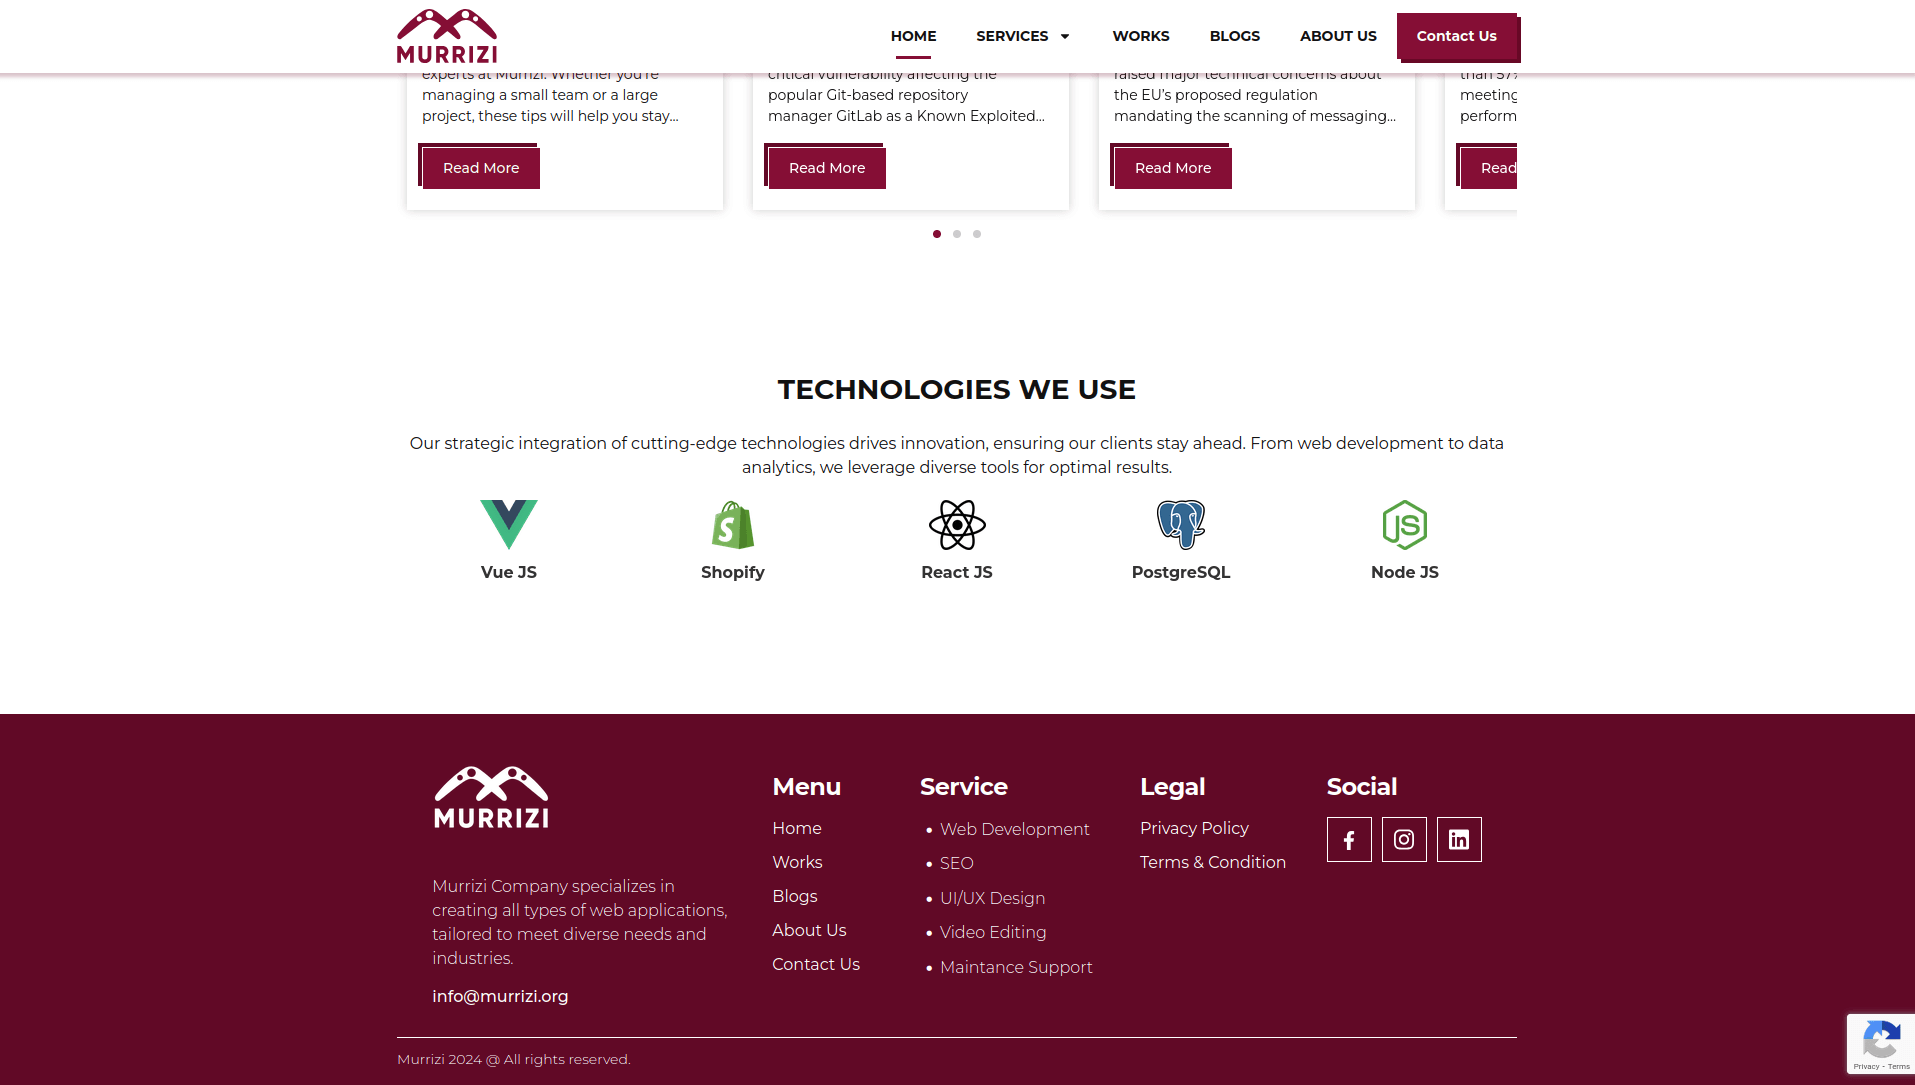 MURRIZI
HOME
SERVICES
WORKS
BLOGS
ABOUT US
Contact Us
experts at Murrizi. Whether you're
managing a small team or a large
project, these tips will help you stay...
Read More
critical vulnerability affecting the
popular Git-based repository
manager GitLab as a Known Exploited...
Read More
raised major technical concerns about
the EU's proposed regulation
mandating the scanning of messaging...
Read More
than 57%
meeting
perform
Read
TECHNOLOGIES WE USE
Our strategic integration of cutting-edge technologies drives innovation, ensuring our clients stay ahead. From web development to data
analytics, we leverage diverse tools for optimal results.
Vue JS
Shopify
React JS
PostgreSQL
Node JS
MURRIZI
Murrizi Company specializes in
creating all types of web applications,
tailored to meet diverse needs and
industries.
info@murrizi.org
Menu
Home
Works
Blogs
About Us
Contact Us
Service
• Web Development
• SEO
• UI/UX Design
• Video Editing
• Maintance Support
Legal
Privacy Policy
Terms & Condition
Social
Murrizi 2024 @ All rights reserved.
Privacy - Terms